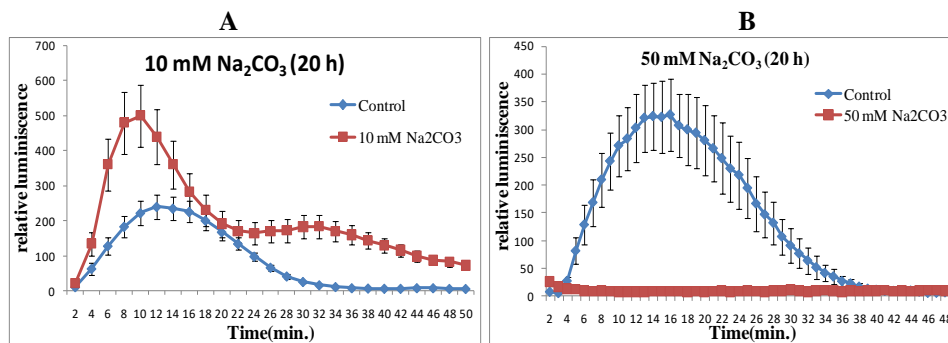 A
10 mM Na₂CO₃ (20 h)
relative luminiscence
700
600
500
400
300
200
100
0
Control
10 mM Na2CO3
2 4 6 8 10 12 14 16 18 20 22 24 26 28 30 32 34 36 38 40 42 44 46 48 50
Time(min.)
B
50 mM Na₂CO₃ (20 h)
relative luminiscence
450
400
350
300
250
200
150
100
50
0
Control
50 mM Na2CO3
2 4 6 8 10 12 14 16 18 20 22 24 26 28 30 32 34 36 38 40 42 44 46 48
Time(min.)